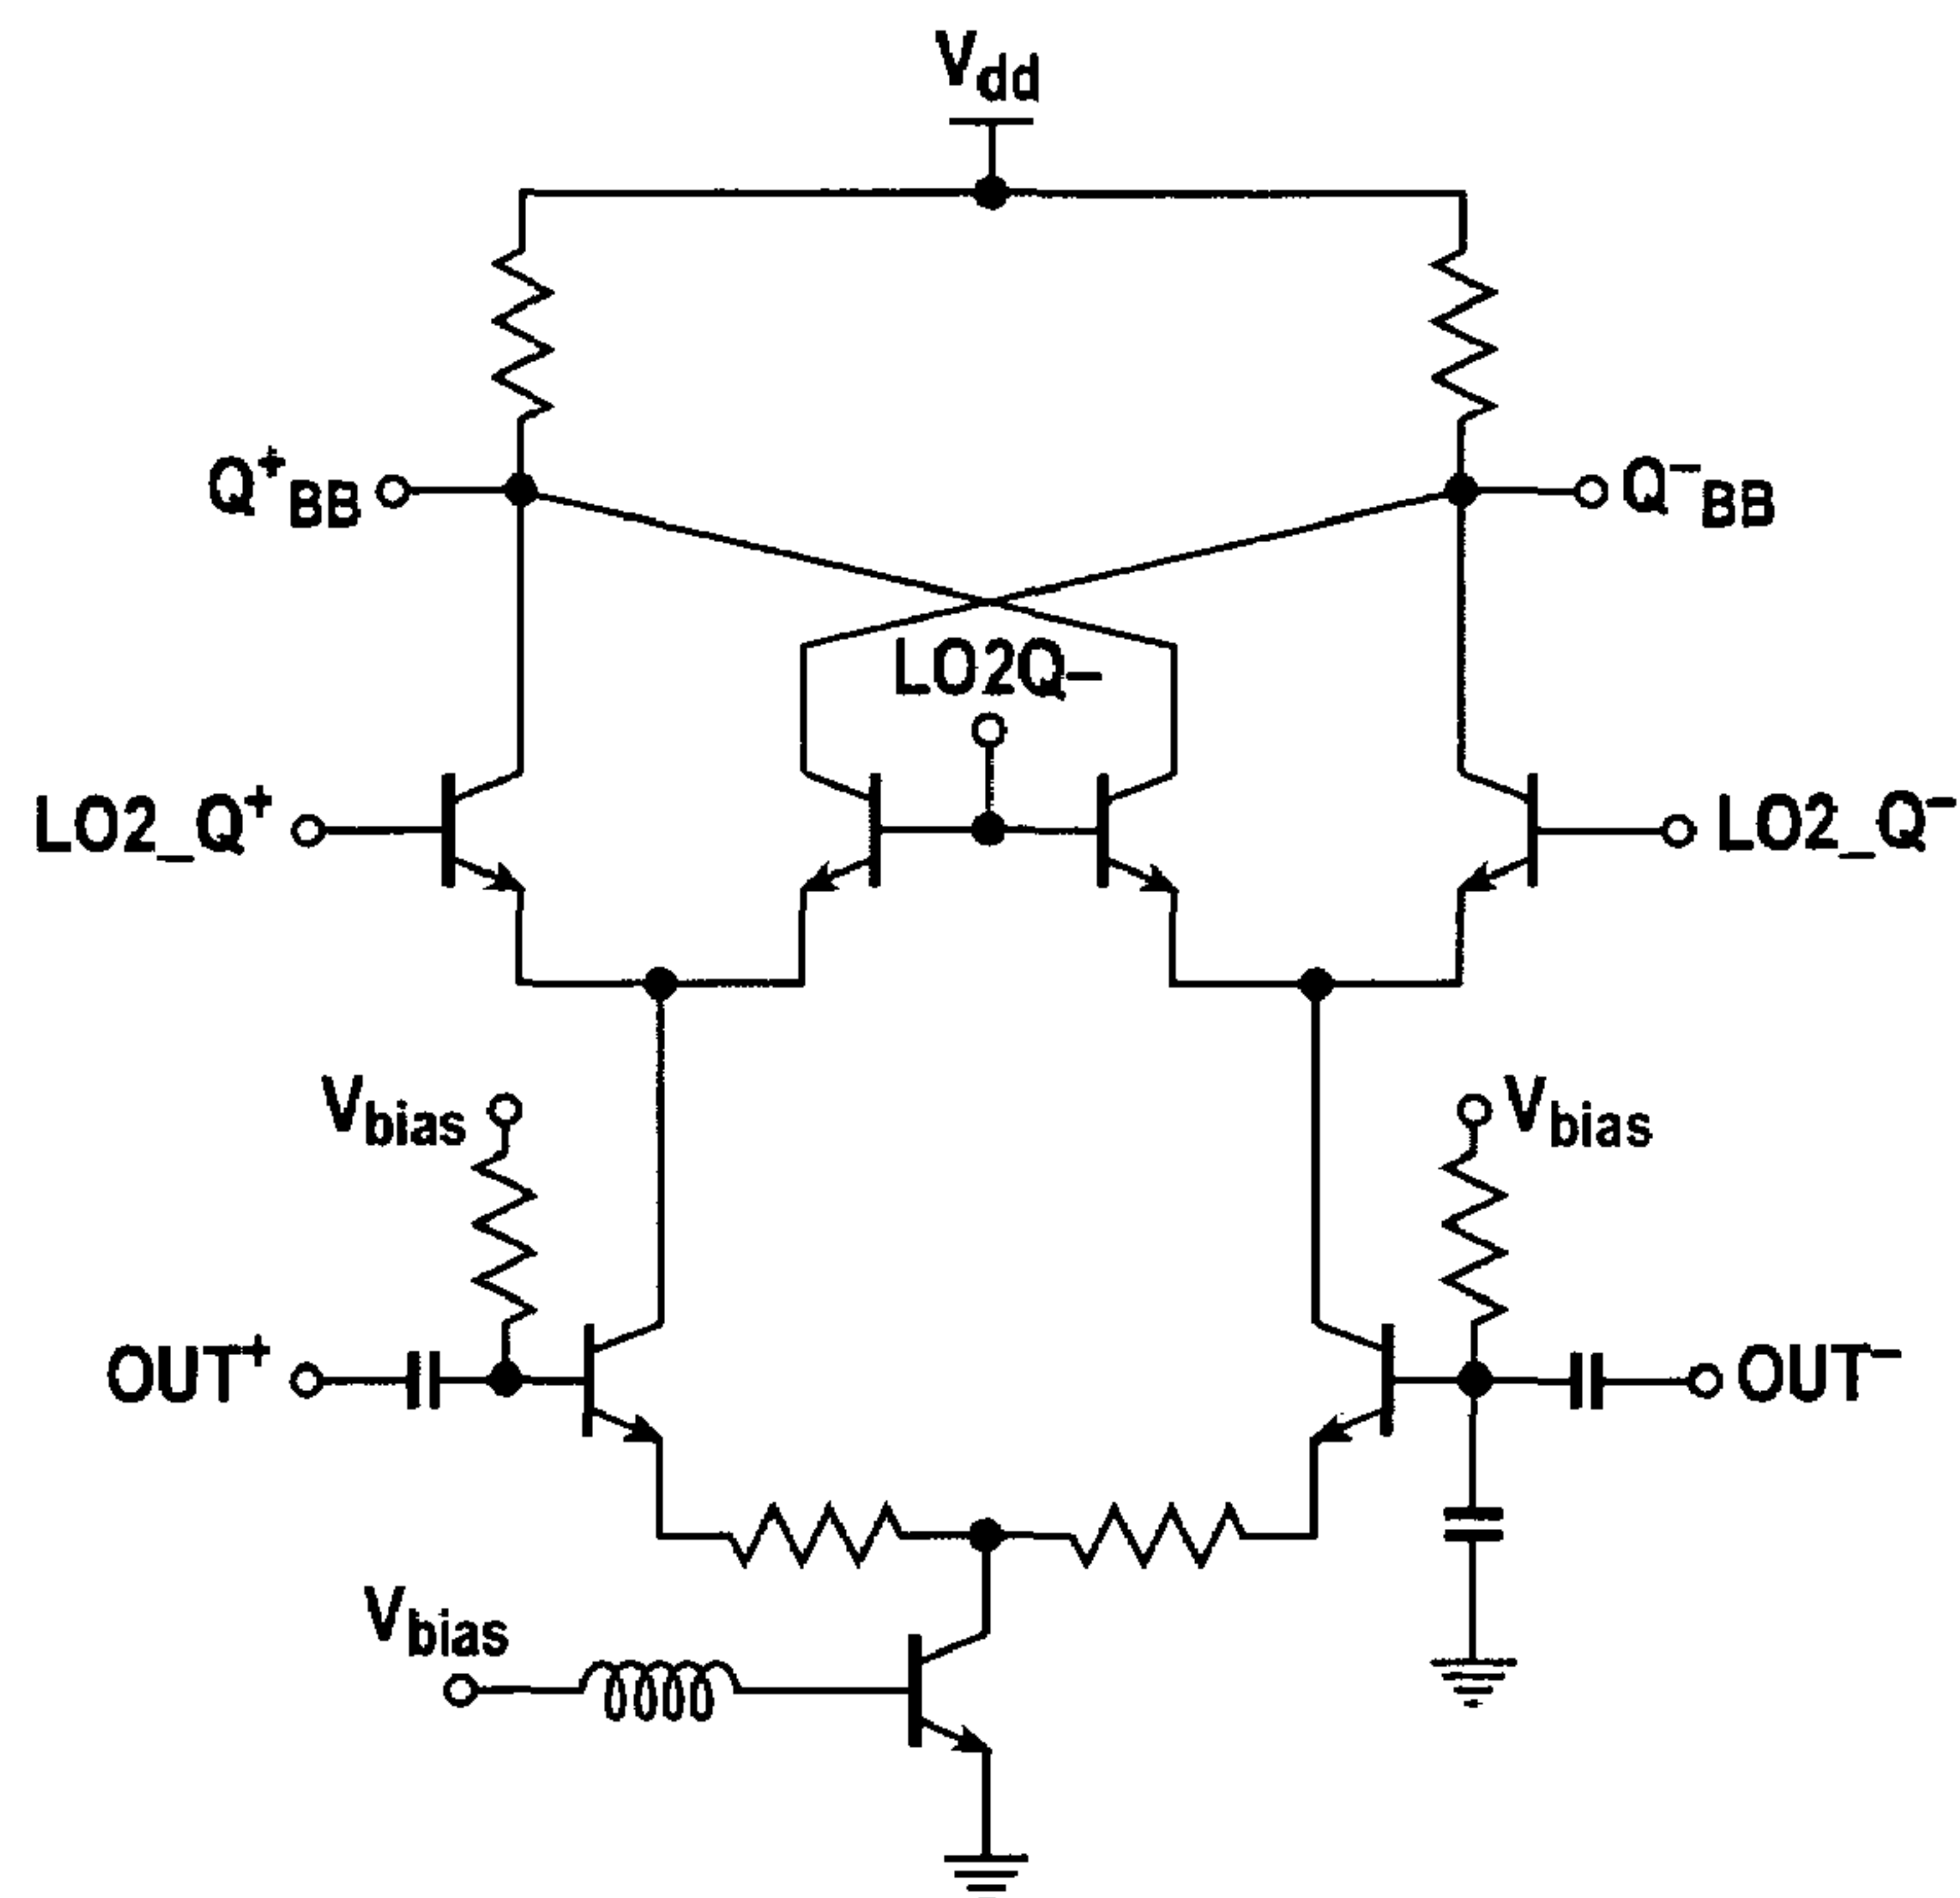 Vdd
Q+BB
Q−BB
LO2Q−
LO2_Q+
LO2_Q−
Vbias
Vbias
OUT+
OUT−
Vbias